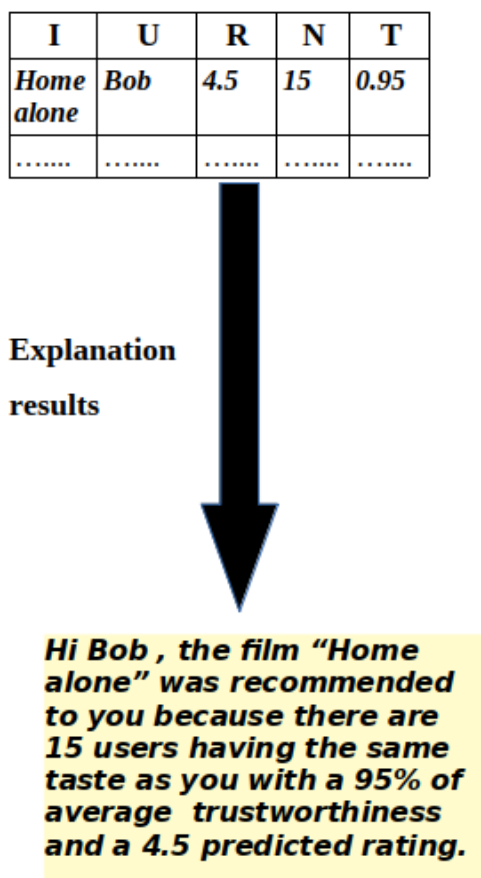 I U R N T
Home Bob 4.5 15 0.95
alone
....... ....... ....... ....... .......
Explanation
results
Hi Bob , the film “Home
alone” was recommended
to you because there are
15 users having the same
taste as you with a 95% of
average trustworthiness
and a 4.5 predicted rating.